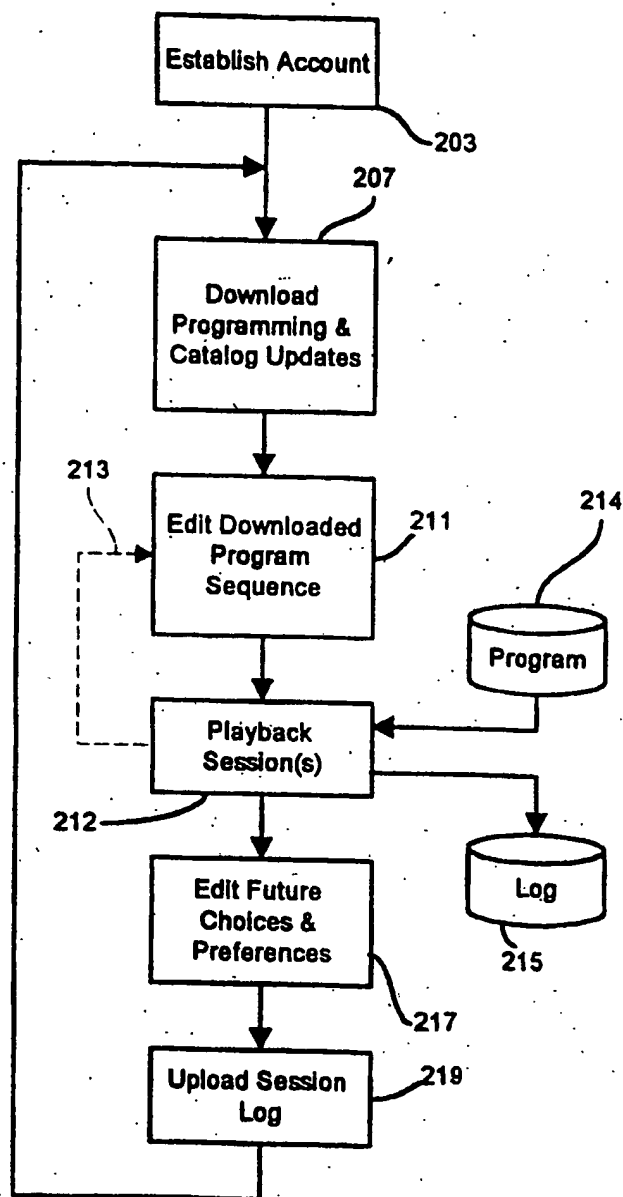 Establish Account
203
207
Download
Programming &
Catalog Updates
213
Edit Downloaded
Program
Sequence
211
214
Program
Playback
Session(s)
212
Log
215
Edit Future
Choices &
Preferences
217
Upload Session
Log
219